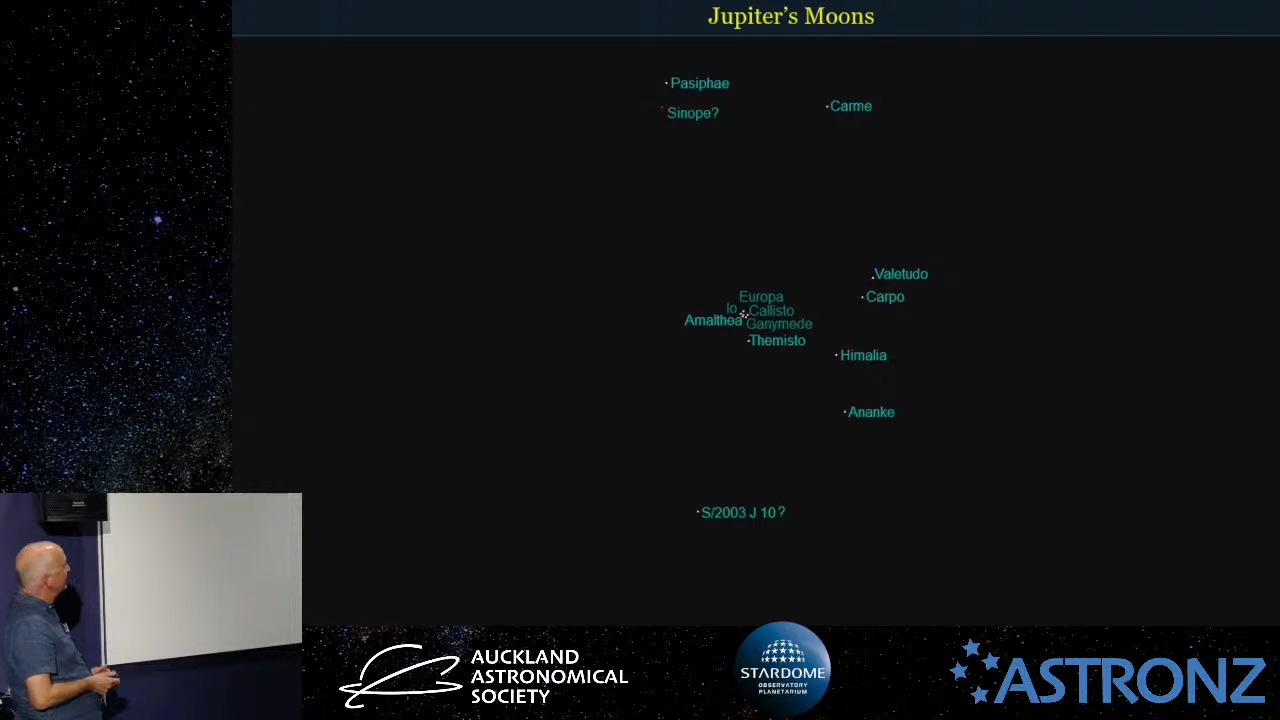 Jupiter's Moons
Pasiphae
Carme
Sinope?
Valetudo
Europa
Carpo
Io
Callisto
Amalthea
Ganymede
Themisto
Himalia
Ananke
S/2003 J 10?
AUCKLAND
ASTRONOMICAL
SOCIETY
STARDOME
OBSERVATORY
PLANETARIUM
ASTRONZ